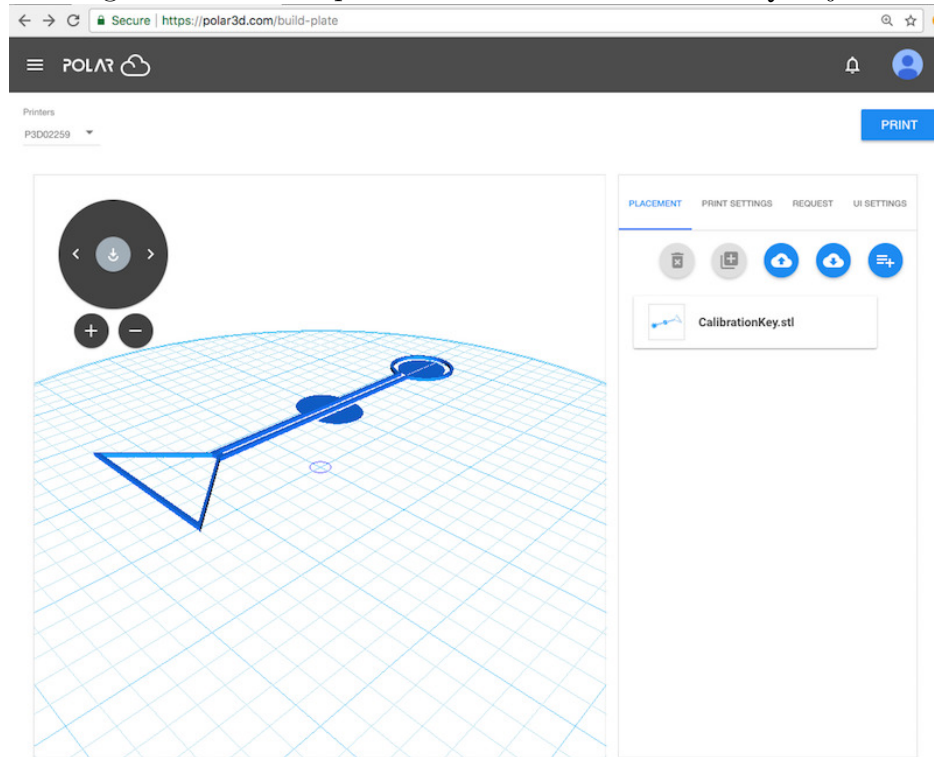 Secure | https://polar3d.com/build-plate
POLAR
Printers
P3D02259
PRINT
PLACEMENT PRINT SETTINGS REQUEST UI SETTINGS
CalibrationKey.stl